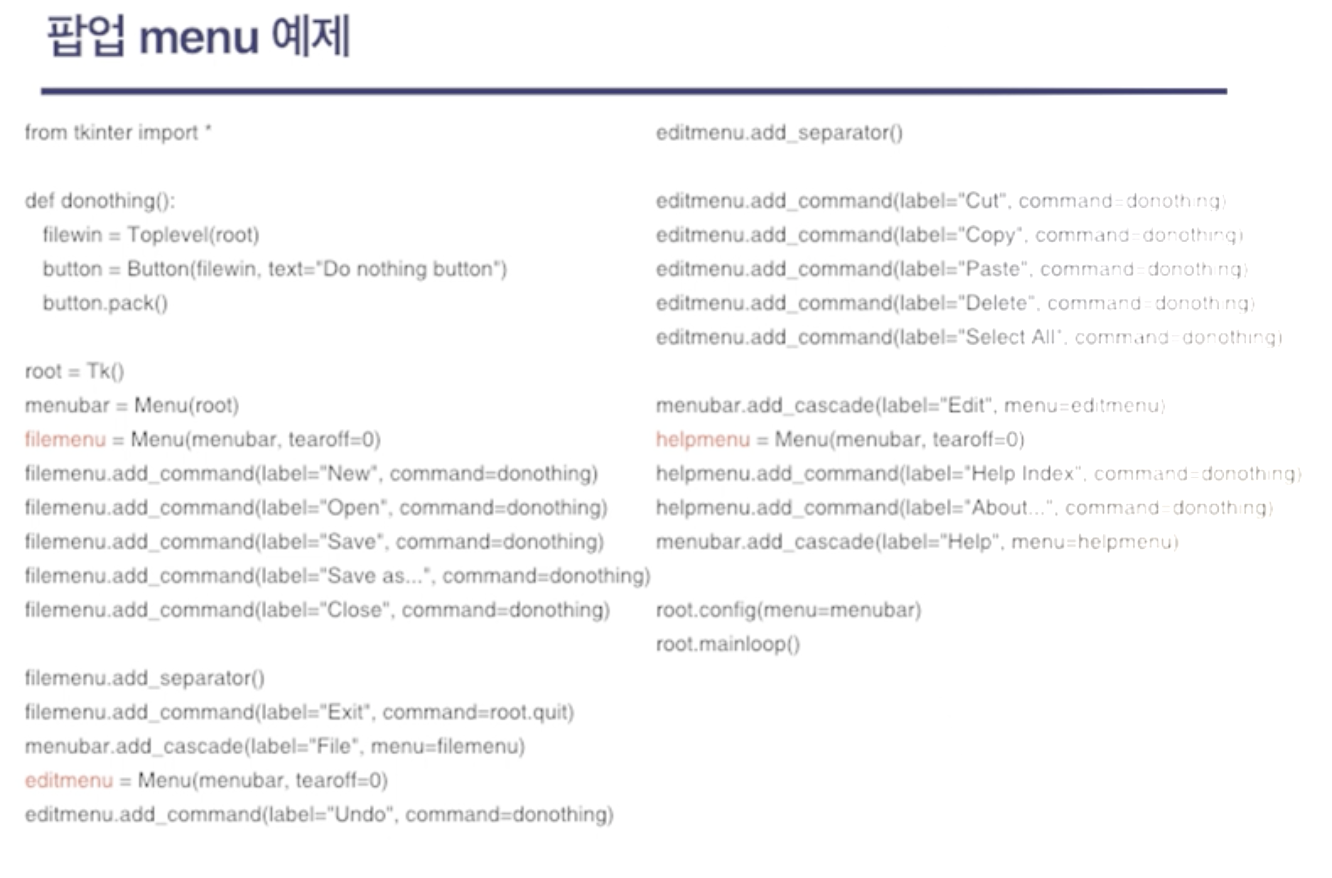 팝업 menu 예제
from tkinter import *
def donothing():
filewin = Toplevel(root)
button = Button(filewin, text="Do nothing button")
button.pack()
root = Tk()
menubar = Menu(root)
filemenu = Menu(menubar, tearoff=0)
filemenu.add_command(label="New", command=donothing)
filemenu.add_command(label="Open", command=donothing)
filemenu.add_command(label="Save", command=donothing)
filemenu.add_command(label="Save as...", command=donothing)
filemenu.add_command(label="Close", command=donothing)
filemenu.add_separator()
filemenu.add_command(label="Exit", command=root.quit)
menubar.add_cascade(label="File", menu=filemenu)
editmenu = Menu(menubar, tearoff=0)
editmenu.add_command(label="Undo", command=donothing)
editmenu.add_separator()
editmenu.add_command(label="Cut", command=donothing)
editmenu.add_command(label="Copy", command=donothing)
editmenu.add_command(label="Paste", command=donothing)
editmenu.add_command(label="Delete", command=donothing)
editmenu.add_command(label="Select All", command=donothing)
menubar.add_cascade(label="Edit", menu=editmenu)
helpmenu = Menu(menubar, tearoff=0)
helpmenu.add_command(label="Help Index", command=donothing)
helpmenu.add_command(label="About...", command=donothing)
menubar.add_cascade(label="Help", menu=helpmenu)
root.config(menu=menubar)
root.mainloop()